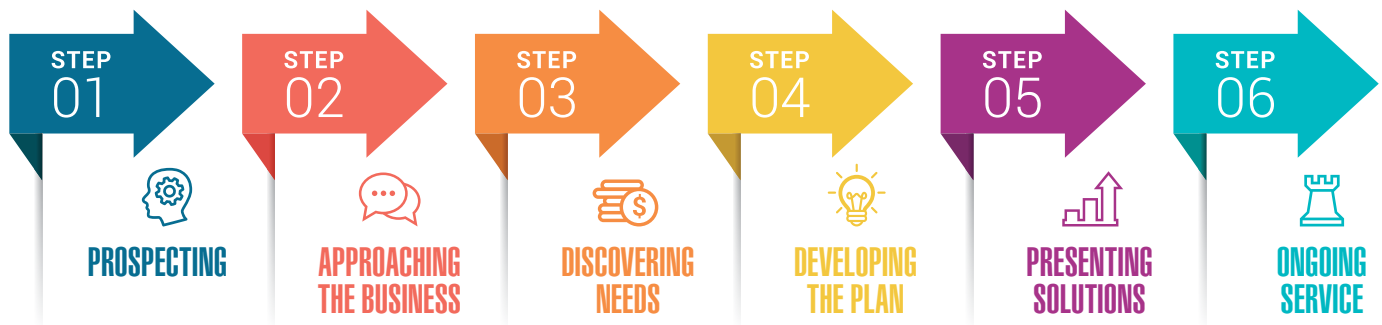 STEP
01
PROSPECTING
STEP
02
APPROACHING
THE BUSINESS
STEP
03
$
DISCOVERING
NEEDS
STEP
04
DEVELOPING
THE PLAN
STEP
05
PRESENTING
SOLUTIONS
STEP
06
ONGOING
SERVICE